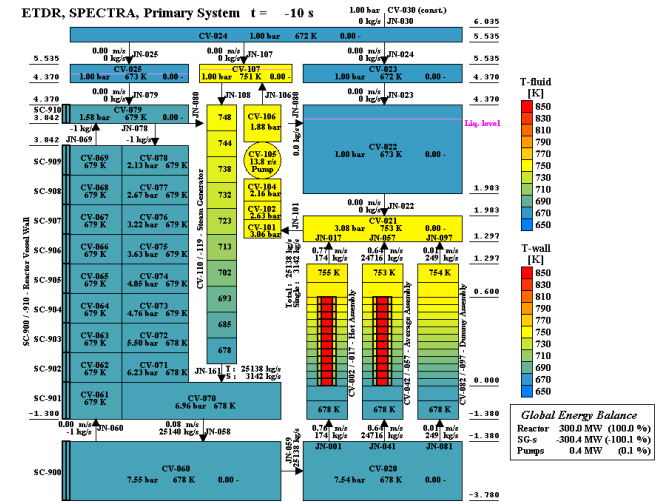 ETDR, SPECTRA, Primary System t = -10 s
1.00 bar CV-030 (const.)
0 kg/s JN-030
6.035
CV-024
1.00 bar 672 K 0.00 -
5.535
0.00 m/s
0 kg/s JN-025
0.00 m/s JN-107
0 kg/s
0.00 m/s JN-024
0 kg/s
5.535
CV-025
1.00 bar 673 K 0.00 -
4.370
CV-107
1.00 bar 751 K 0.00 -
CV-023
1.00 bar 672 K 0.00 -
5.535
4.370
4.370
0.00 m/s JN-079
0 kg/s
JN-108
JN-106
JN-080
0.0 kg/s
0.00 m/s
0 kg/s JN-023
4.370
SC-910
3.842
CV-079
1.58 bar 679 K 0.00 -
-1 kg/s JN-078
3.842 JN-069
-1 kg/s
Liq. level
CV-022
1.00 bar 673 K 0.00 -
1.983
0.00 m/s JN-022
0 kg/s
1.983
CV-021
3.08 bar 753 K 0.00 -
1.297
SC-909
SC-908
SC-907
SC-906
SC-905
SC-904
SC-903
SC-902
SC-901
SC-900
SC-900 / -910 - Reactor Vessel Wall
CV-069
679 K
CV-078
2.13 bar 679 K
CV-068
679 K
CV-077
2.67 bar 679 K
CV-067
679 K
CV-076
3.22 bar 679 K
CV-066
679 K
CV-075
3.63 bar 679 K
CV-065
679 K
CV-074
4.05 bar 679 K
CV-064
679 K
CV-073
4.76 bar 679 K
CV-063
679 K
CV-072
5.50 bar 678 K
CV-062
679 K
CV-071
6.23 bar 678 K
CV-061
679 K
CV-070
6.96 bar 678 K
-1.380
CV-110 / -119 - Steam Generator
748
744
738
732
723
713
702
693
685
678
JN-161
T : 25138 kg/s
S : 3142 kg/s
CV-106
1.88 bar
CV-105
13.8 r/s
Pump
CV-104
2.16 bar
CV-102
2.63 bar
CV-101
3.06 bar
JN-101
Total : 25138 kg/s
Single : 3142 kg/s
JN-017 JN-057 JN-097
0.77 m/s
174 kg/s
0.64 m/s
24716 kg/s
0.01 m/s
249 kg/s
1.297
755 K
753 K
754 K
0.600
CV-002 / -017 - Hot Assembly
CV-042 / -057 - Average Assembly
CV-082 / -097 - Dummy Assembly
0.000
678 K
678 K
678 K
-1.380
0.76 m/s
174 kg/s
0.64 m/s
24716 kg/s
0.01 m/s
249 kg/s
-1.380
JN-001 JN-041 JN-081
0.00 m/s
-1 kg/s JN-060
0.08 m/s
25140 kg/s JN-058
JN-059
25138 kg/s
CV-060
7.55 bar 678 K 0.00 -
CV-020
7.54 bar 678 K 0.00 -
-3.780
T-fluid
[K]
850
830
810
790
770
750
730
710
690
670
650
T-wall
[K]
850
830
810
790
770
750
730
710
690
670
650
Global Energy Balance
Reactor 300.0 MW (100.0 %)
SG-s -300.4 MW (-100.1 %)
Pumps 0.4 MW (0.1 %)